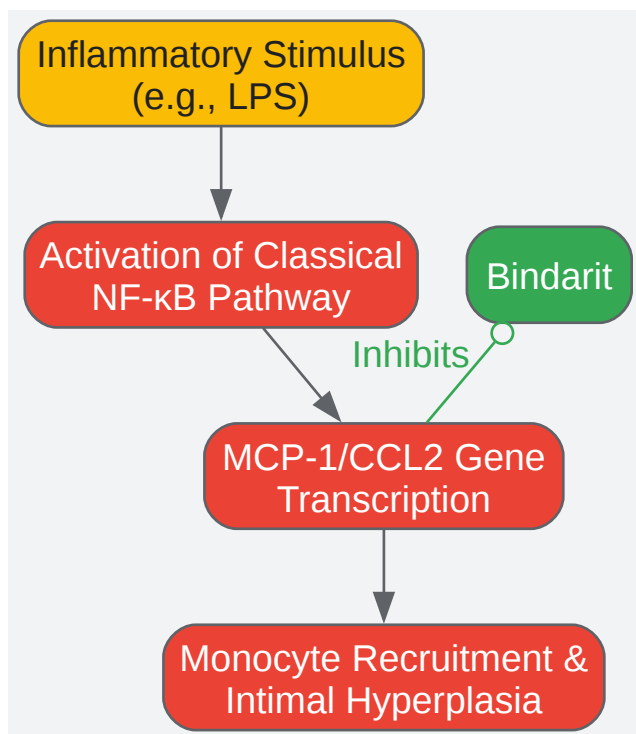 Inflammatory Stimulus
(e.g., LPS)
Activation of Classical
NF-κB Pathway
Bindarit
Inhibits
MCP-1/CCL2 Gene
Transcription
Monocyte Recruitment &
Intimal Hyperplasia